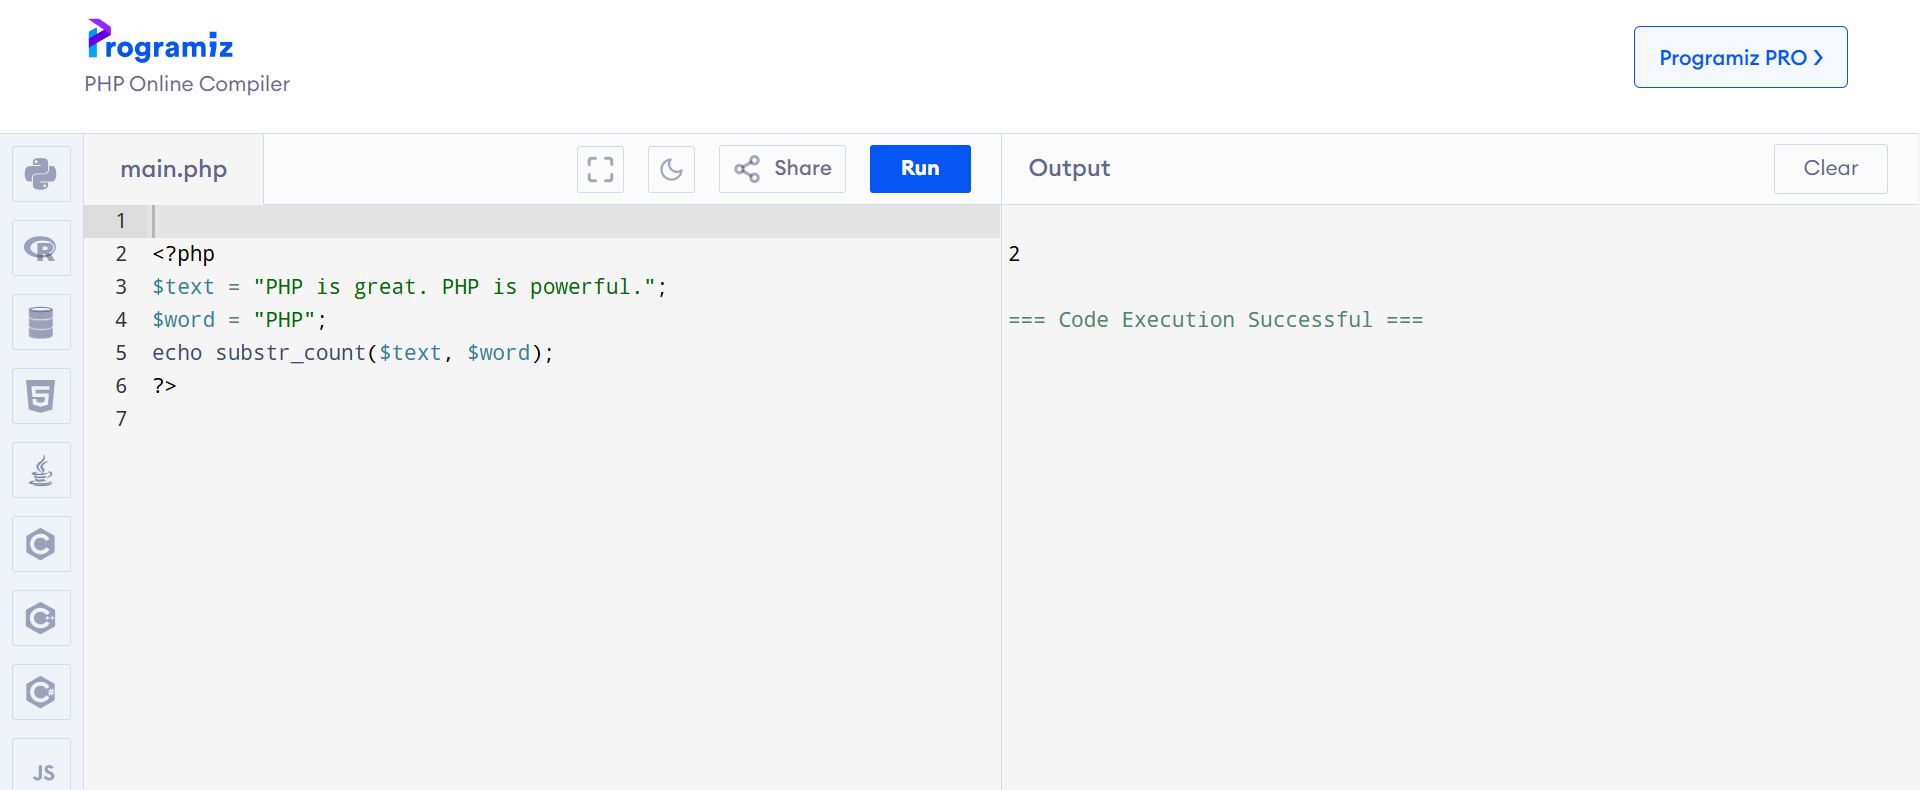 Programiz
PHP Online Compiler
Programiz PRO ❯
main.php
Share
Run
Output
Clear
1
2 <?php
3 $text = "PHP is great. PHP is powerful.";
4 $word = "PHP";
5 echo substr_count($text, $word);
6 ?>
7
2
=== Code Execution Successful ===
R
5
C
C++
C#
JS